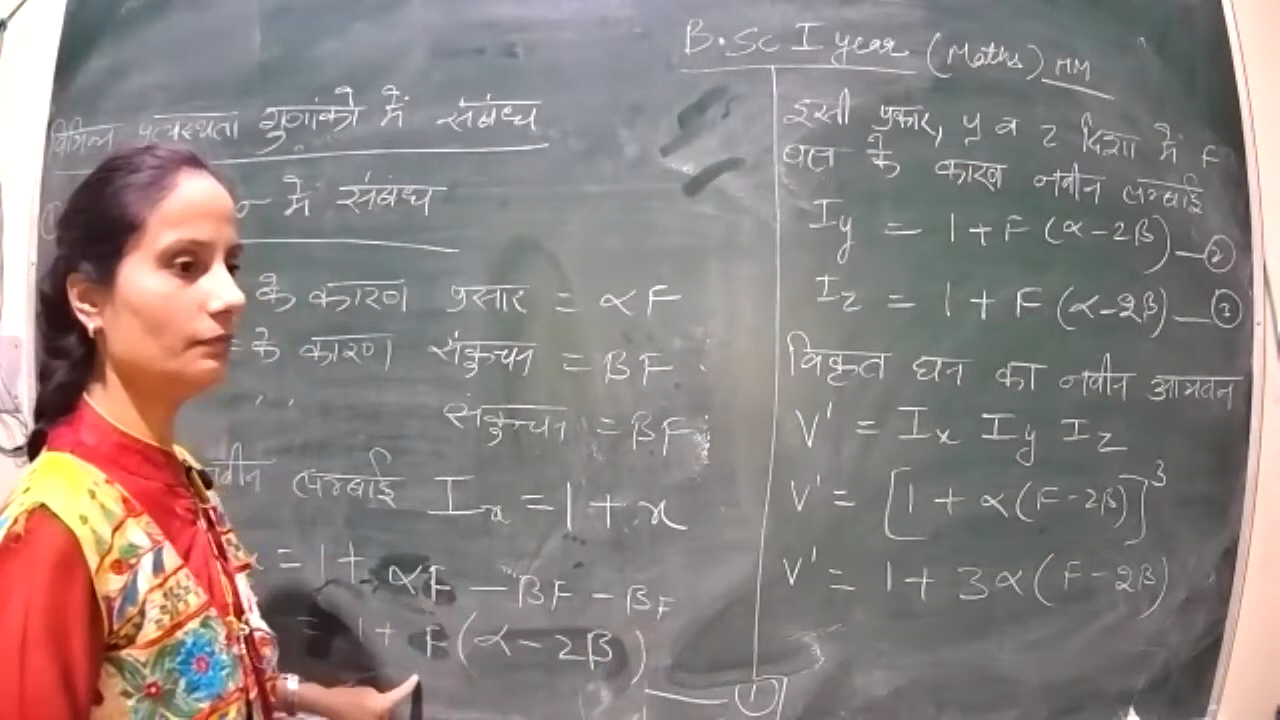 B.Sc I year (Maths) MM
विभिन्न प्रत्यास्थता गुणांको में संबंध
में संबंध
के कारण प्रसार = αF
के कारण संकुचन = βF
" संकुन्चन = βF
नवीन लम्बाई Ix = 1 + x
= 1 + αF - βF - βF
= 1 + F(α - 2β) — ①
इसी प्रकार, y व z दिशा में F
बल के कारण नवीन लम्बाई
Iy = 1 + F(α - 2β) — ②
Iz = 1 + F(α - 2β) — ③
विकृत घन का नवीन आयतन
V' = Ix Iy Iz
V' = [1 + α(F - 2β)]³
V' = 1 + 3α(F - 2β)